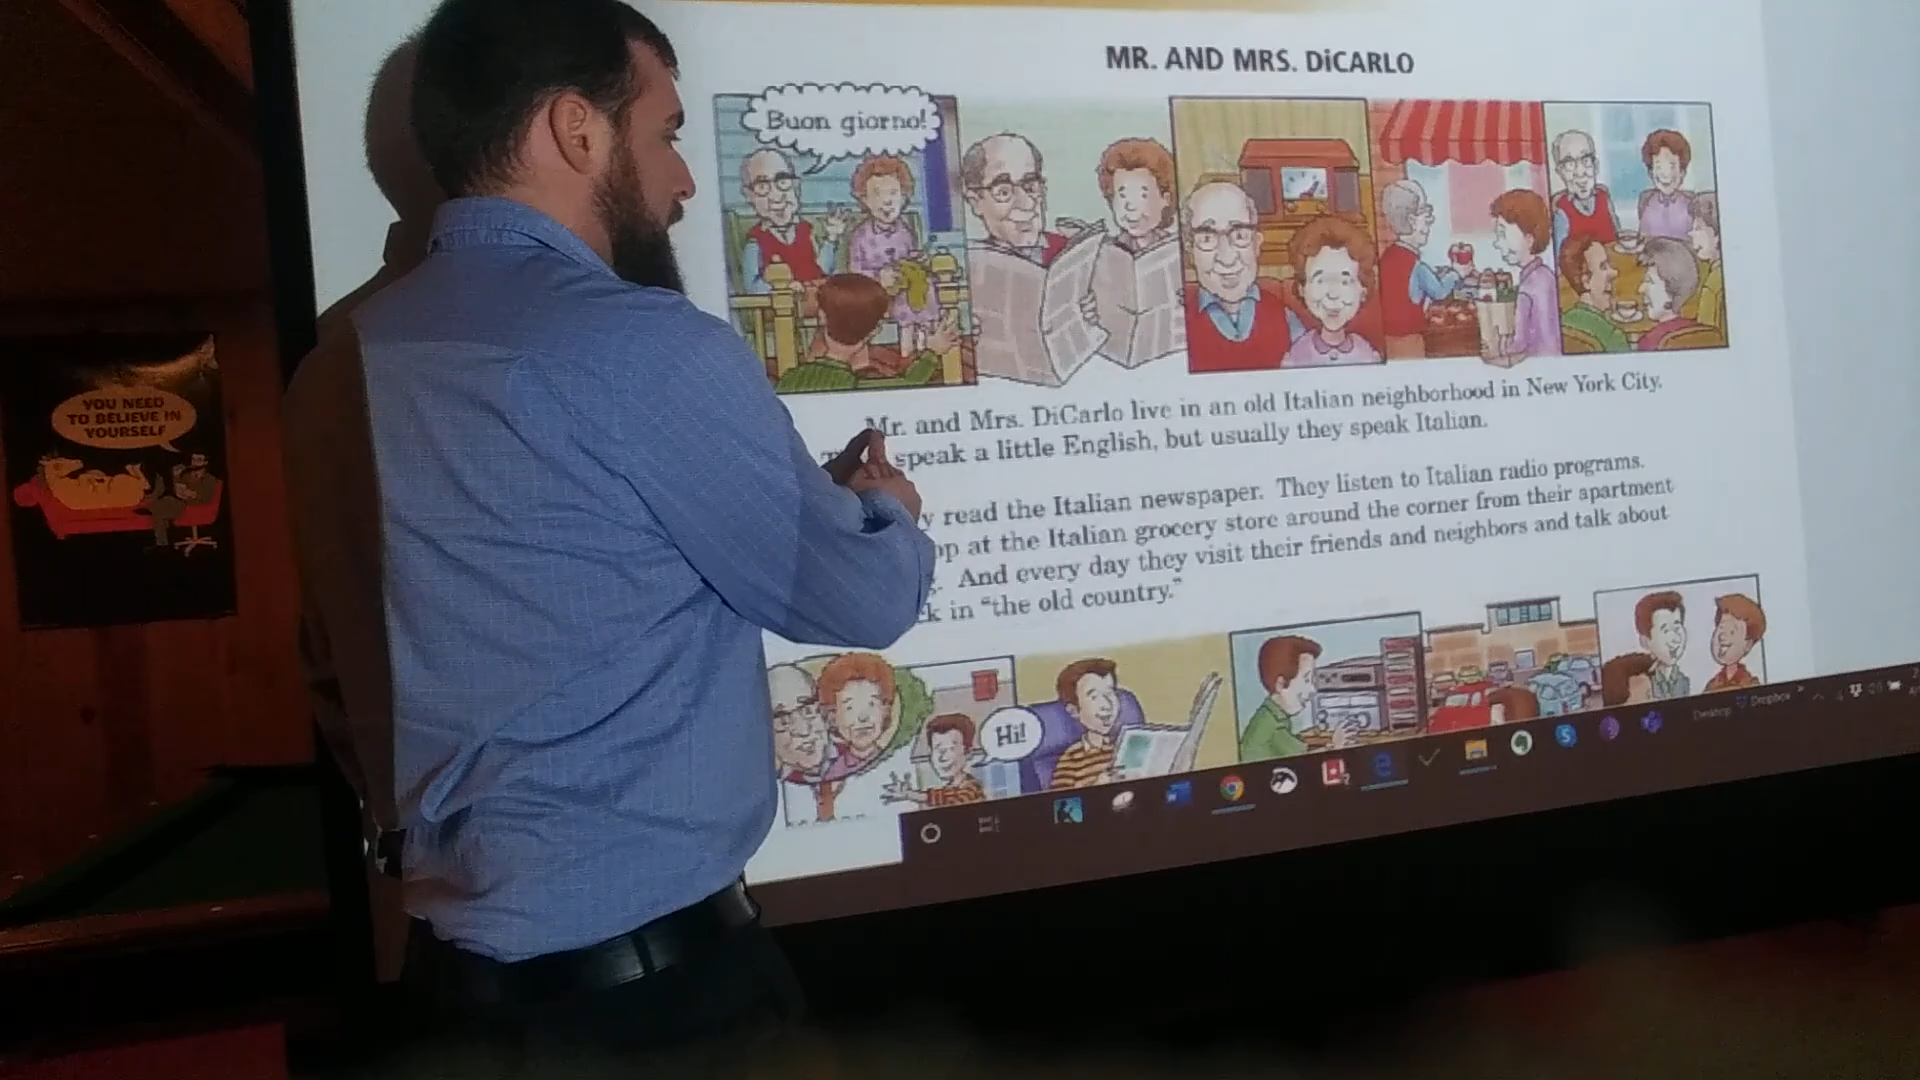 MR. AND MRS. DiCARLO
Buon giorno!
YOU NEED
TO BELIEVE IN
YOURSELF
Mr. and Mrs. DiCarlo live in an old Italian neighborhood in New York City.
speak a little English, but usually they speak Italian.
read the Italian newspaper. They listen to Italian radio programs.
at the Italian grocery store around the corner from their apartment
And every day they visit their friends and neighbors and talk about
in "the old country."
Hi!
Desktop
Dropbox